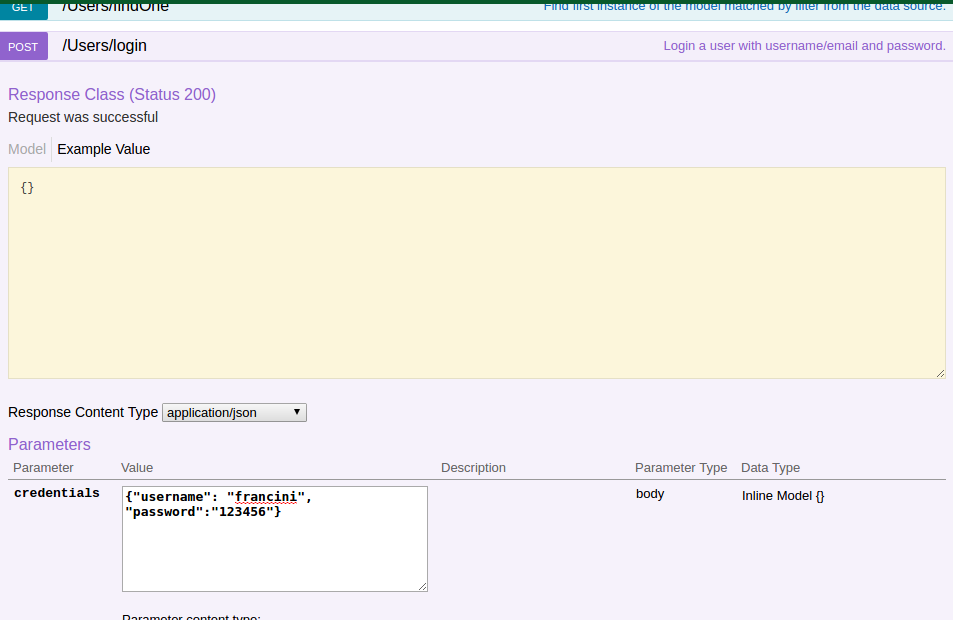 GET /Users/findOne Find first instance of the model matched by filter from the data source.
POST /Users/login Login a user with username/email and password.
Response Class (Status 200)
Request was successful
Model Example Value
{}
Response Content Type application/json
Parameters
Parameter Value Description Parameter Type Data Type
credentials {"username": "francini", body Inline Model {}
"password":"123456"}
Parameter content type: